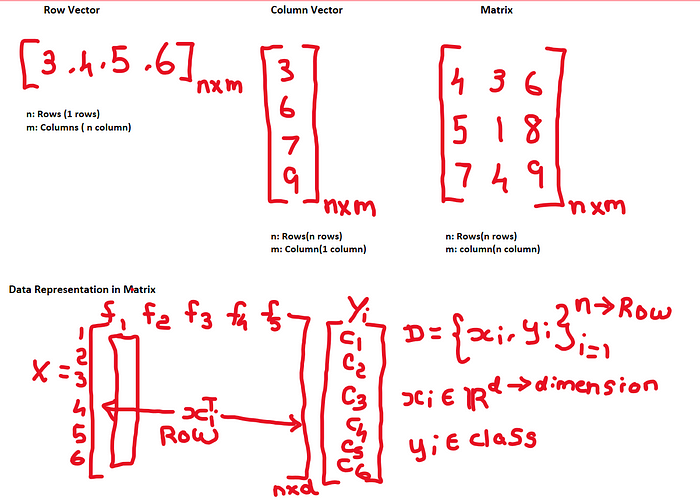 Row Vector
Column Vector
Matrix
[3 .4 .5 .6] nxm
n: Rows (1 rows)
m: Columns ( n column)
3
6
7
9
nxm
n: Rows(n rows)
m: Column(1 column)
4 3 6
5 1 8
7 4 9
nxm
n: Rows(n rows)
m: column(n column)
Data Representation in Matrix
f1 f2 f3 f4 f5
X =
1
2
3
4
5
6
xiT
Row
nxd
Yi
C1
C2
C3
C4
C5
C6
D = {xi, yi}n i=1 → Row
xi ∈ ℝd → dimension
yi ∈ class